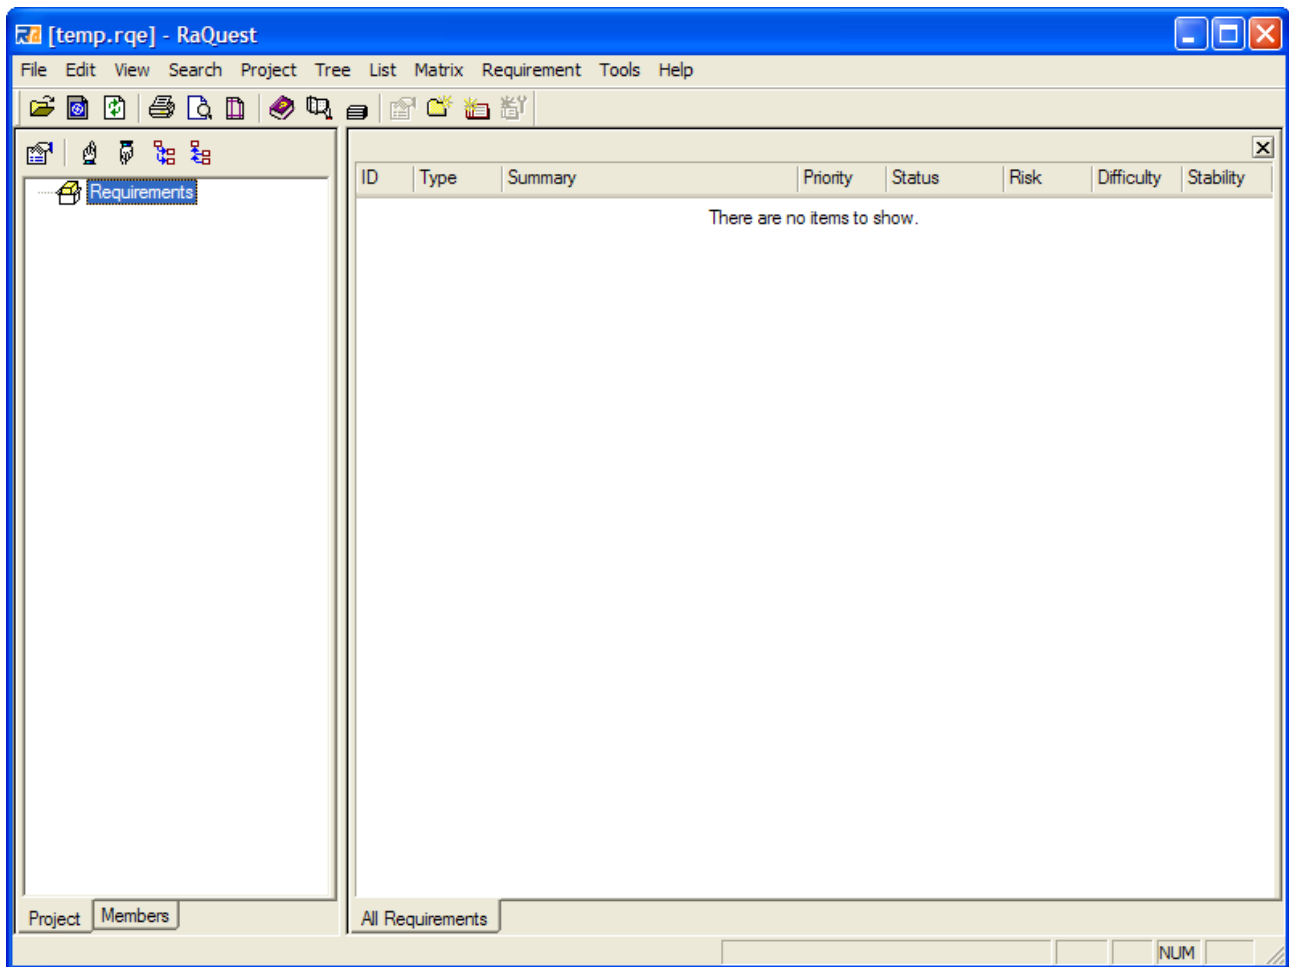 [temp.rqe] - RaQuest
File Edit View Search Project Tree List Matrix Requirement Tools Help
Requirements
ID Type Summary Priority Status Risk Difficulty Stability
There are no items to show.
Project Members
All Requirements
NUM